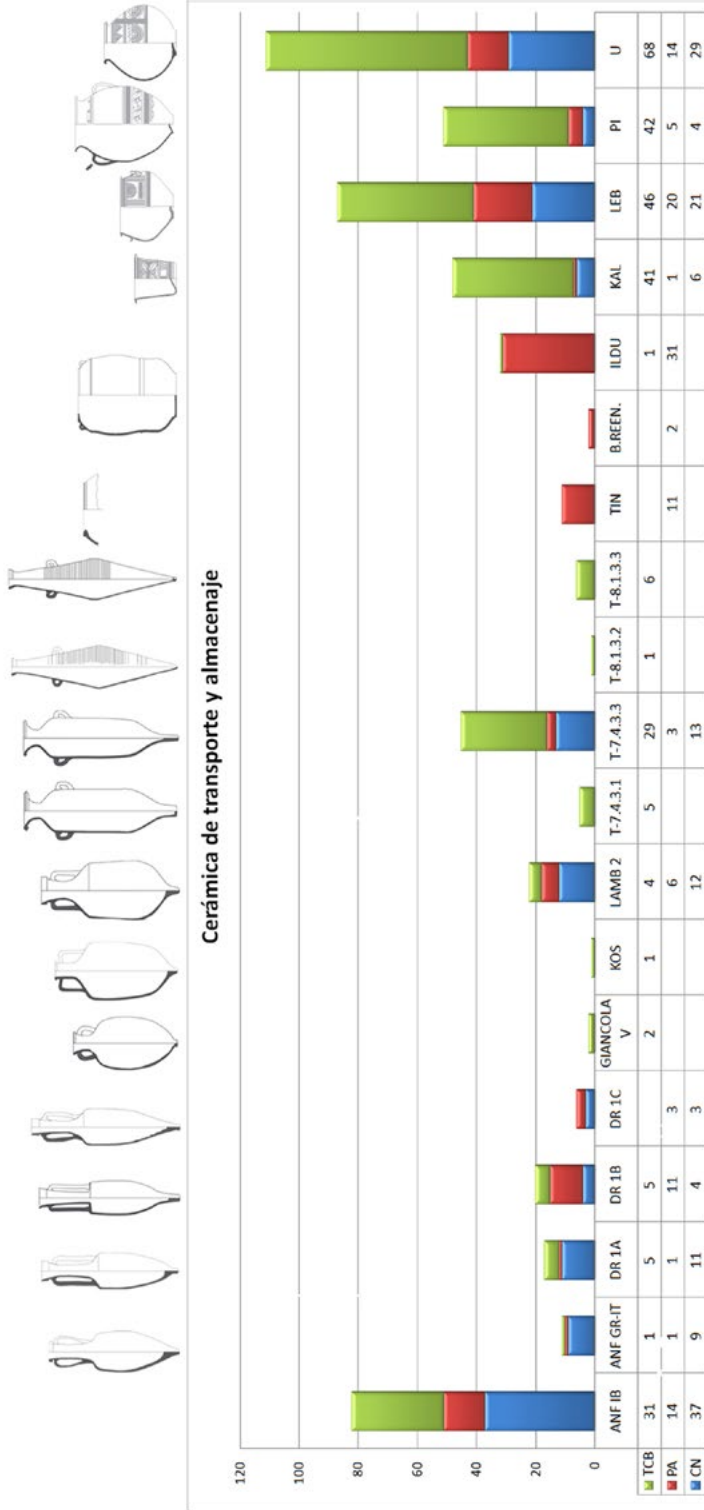 Cerámica de transporte y almacenaje
120
100
80
60
40
20
0
ANF IB ANF GR-IT DR 1A DR 1B DR 1C GIANCOLA V KOS LAMB 2 T-7.4.3.1 T-7.4.3.3 T-8.1.3.2 T-8.1.3.3 TIN B.REEN. ILDU KAL LEB PI U
TCB 31 1 5 5 2 1 4 5 29 1 6 1 41 46 42 68
PA 14 1 1 11 3 6 3 11 2 31 1 20 5 14
CN 37 9 11 4 3 12 13 6 21 4 29